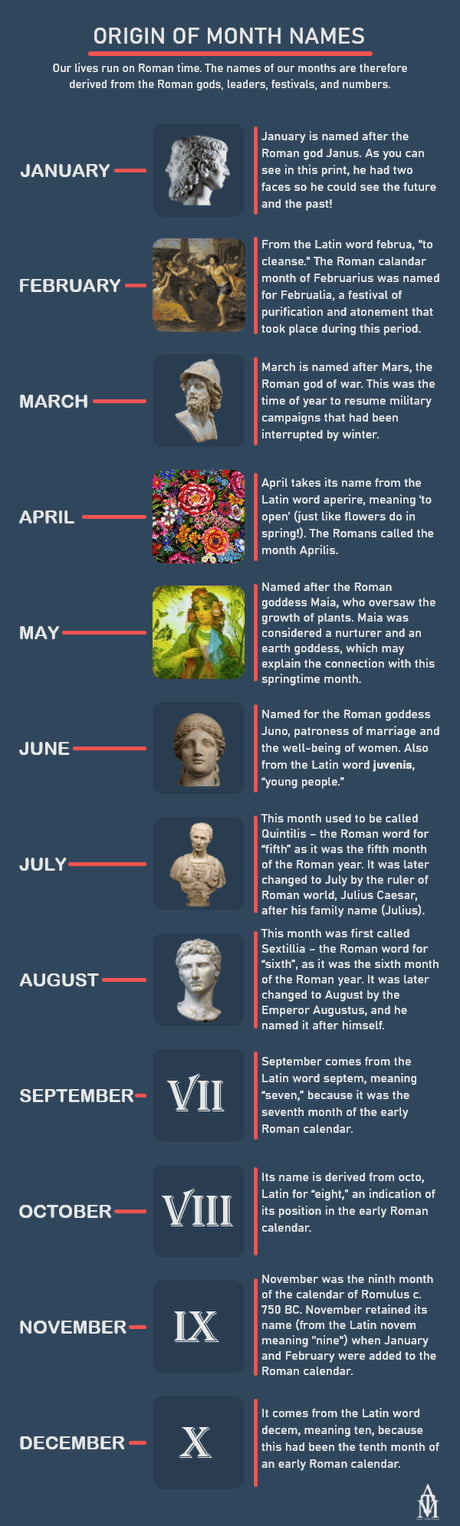 ORIGIN OF MONTH NAMES
Our lives run on Roman time. The names of our months are therefore
derived from the Roman gods, leaders, festivals, and numbers.
JANUARY
January is named after the
Roman god Janus. As you can
see in this print, he had two
faces so he could see the future
and the past!
FEBRUARY
From the Latin word februa, "to
cleanse." The Roman calandar
month of Februarius was named
for Februalia, a festival of
purification and atonement that
took place during this period.
MARCH
March is named after Mars, the
Roman god of war. This was the
time of year to resume military
campaigns that had been
interrupted by winter.
APRIL
April takes its name from the
Latin word aperire, meaning ‘to
open’ (just like flowers do in
spring!). The Romans called the
month Aprilis.
MAY
Named after the Roman
goddess Maia, who oversaw the
growth of plants. Maia was
considered a nurturer and an
earth goddess, which may
explain the connection with this
springtime month.
JUNE
Named for the Roman goddess
Juno, patroness of marriage and
the well-being of women. Also
from the Latin word juvenis,
“young people.”
JULY
This month used to be called
Quintilis – the Roman word for
“fifth” as it was the fifth month
of the Roman year. It was later
changed to July by the ruler of
Roman world, Julius Caesar,
after his family name (Julius).
AUGUST
This month was first called
Sextillia – the Roman word for
“sixth”, as it was the sixth month
of the Roman year. It was later
changed to August by the
Emperor Augustus, and he
named it after himself.
SEPTEMBER
VII
September comes from the
Latin word septem, meaning
“seven,” because it was the
seventh month of the early
Roman calendar.
OCTOBER
VIII
Its name is derived from octo,
Latin for “eight,” an indication of
its position in the early Roman
calendar.
NOVEMBER
IX
November was the ninth month
of the calendar of Romulus c.
750 BC. November retained its
name (from the Latin novem
meaning "nine") when January
and February were added to the
Roman calendar.
DECEMBER
X
It comes from the Latin word
decem, meaning ten, because
this had been the tenth month of
an early Roman calendar.